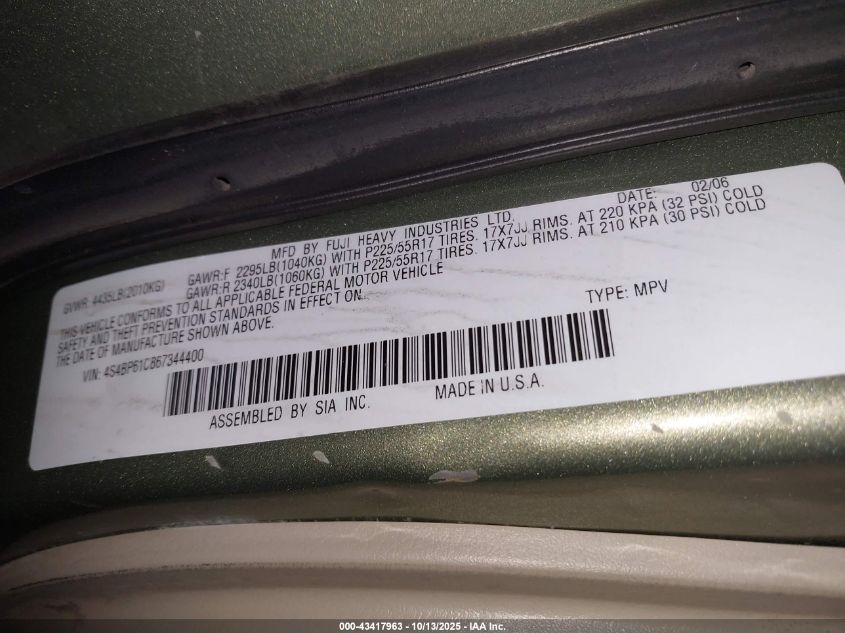 MFD BY FUJI HEAVY INDUSTRIES LTD. DATE: 02/06
GVWR 4435LB(2010KG) GAWR:F 2295LB(1040KG) WITH P225/55R17 TIRES: 17X7JJ RIMS. AT 220 KPA (32 PSI) COLD
GAWR:R 2340LB(1060KG) WITH P225/55R17 TIRES: 17X7JJ RIMS. AT 210 KPA (30 PSI) COLD
THIS VEHICLE CONFORMS TO ALL APPLICABLE FEDERAL MOTOR VEHICLE
SAFETY AND THEFT PREVENTION STANDARDS IN EFFECT ON
THE DATE OF MANUFACTURE SHOWN ABOVE.
VIN: 4S4BP61C867344400 TYPE: MPV
ASSEMBLED BY SIA INC. MADE IN U.S.A.
000-43417963 - 10/13/2025 - IAA Inc.